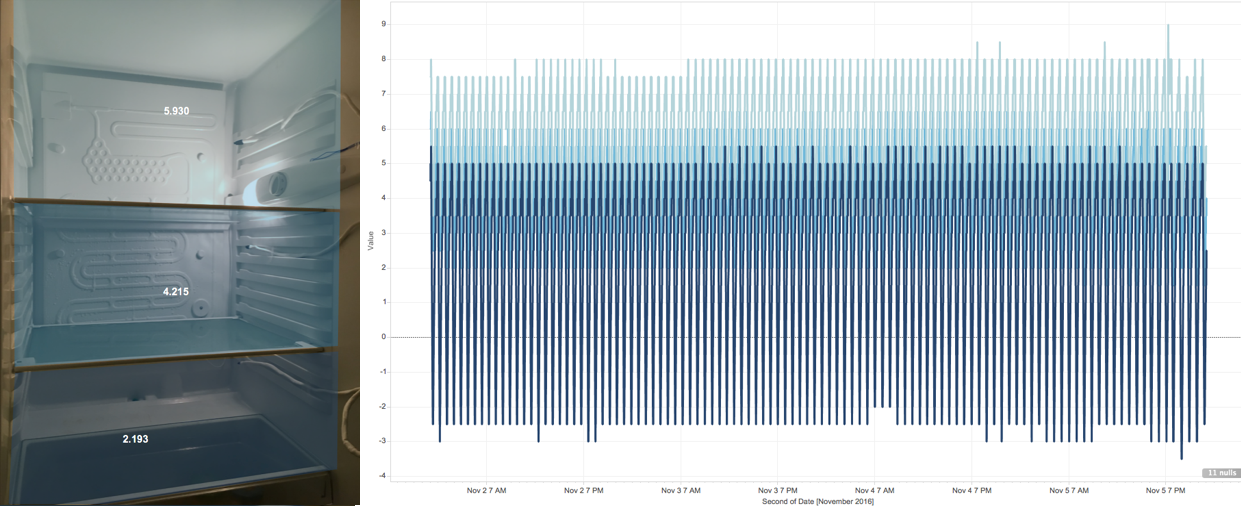 5.930
4.215
2.193
9
8
7
6
5
4
3
2
1
0
-1
-2
-3
-4
Value
11 nulls
Nov 2 7 AM
Nov 2 7 PM
Nov 3 7 AM
Nov 3 7 PM
Nov 4 7 AM
Nov 4 7 PM
Nov 5 7 AM
Nov 5 7 PM
Second of Date [November 2016]